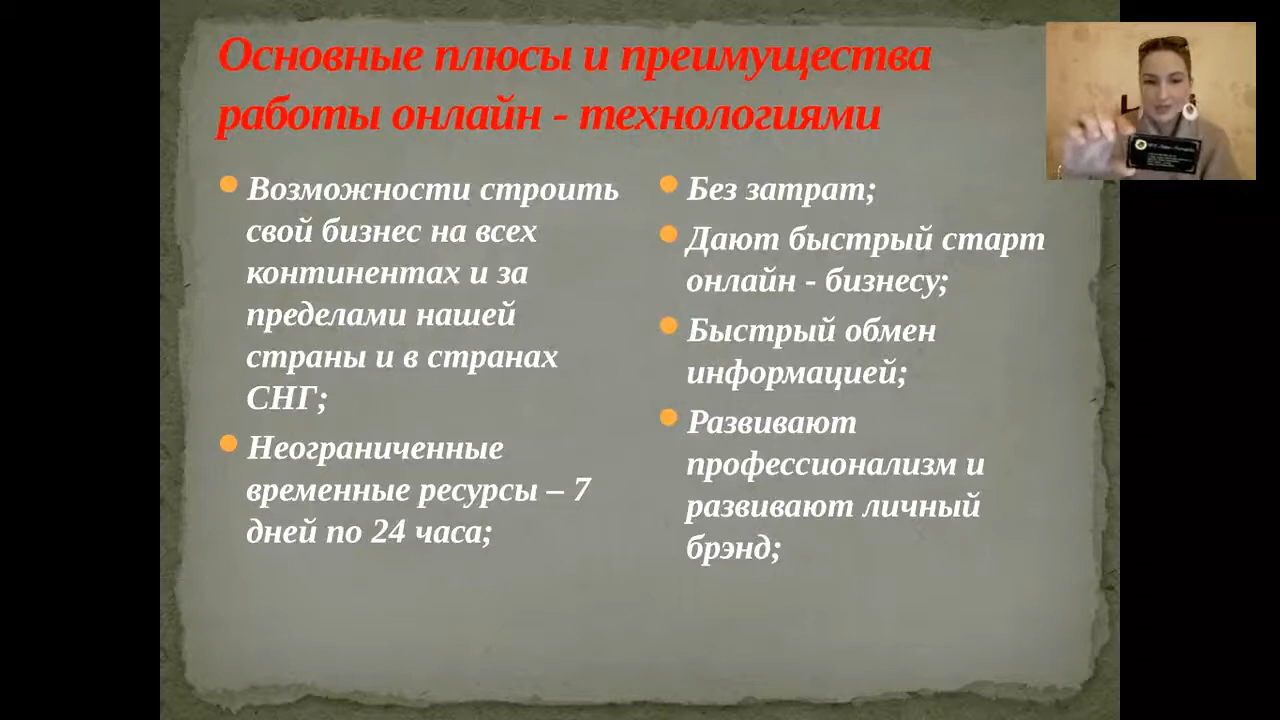 Основные плюсы и преимущества
работы онлайн - технологиями
Возможности строить
свой бизнес на всех
континентах и за
пределами нашей
страны и в странах
СНГ;
Неограниченные
временные ресурсы – 7
дней по 24 часа;
Без затрат;
Дают быстрый старт
онлайн - бизнесу;
Быстрый обмен
информацией;
Развивают
профессионализм и
развивают личный
брэнд;